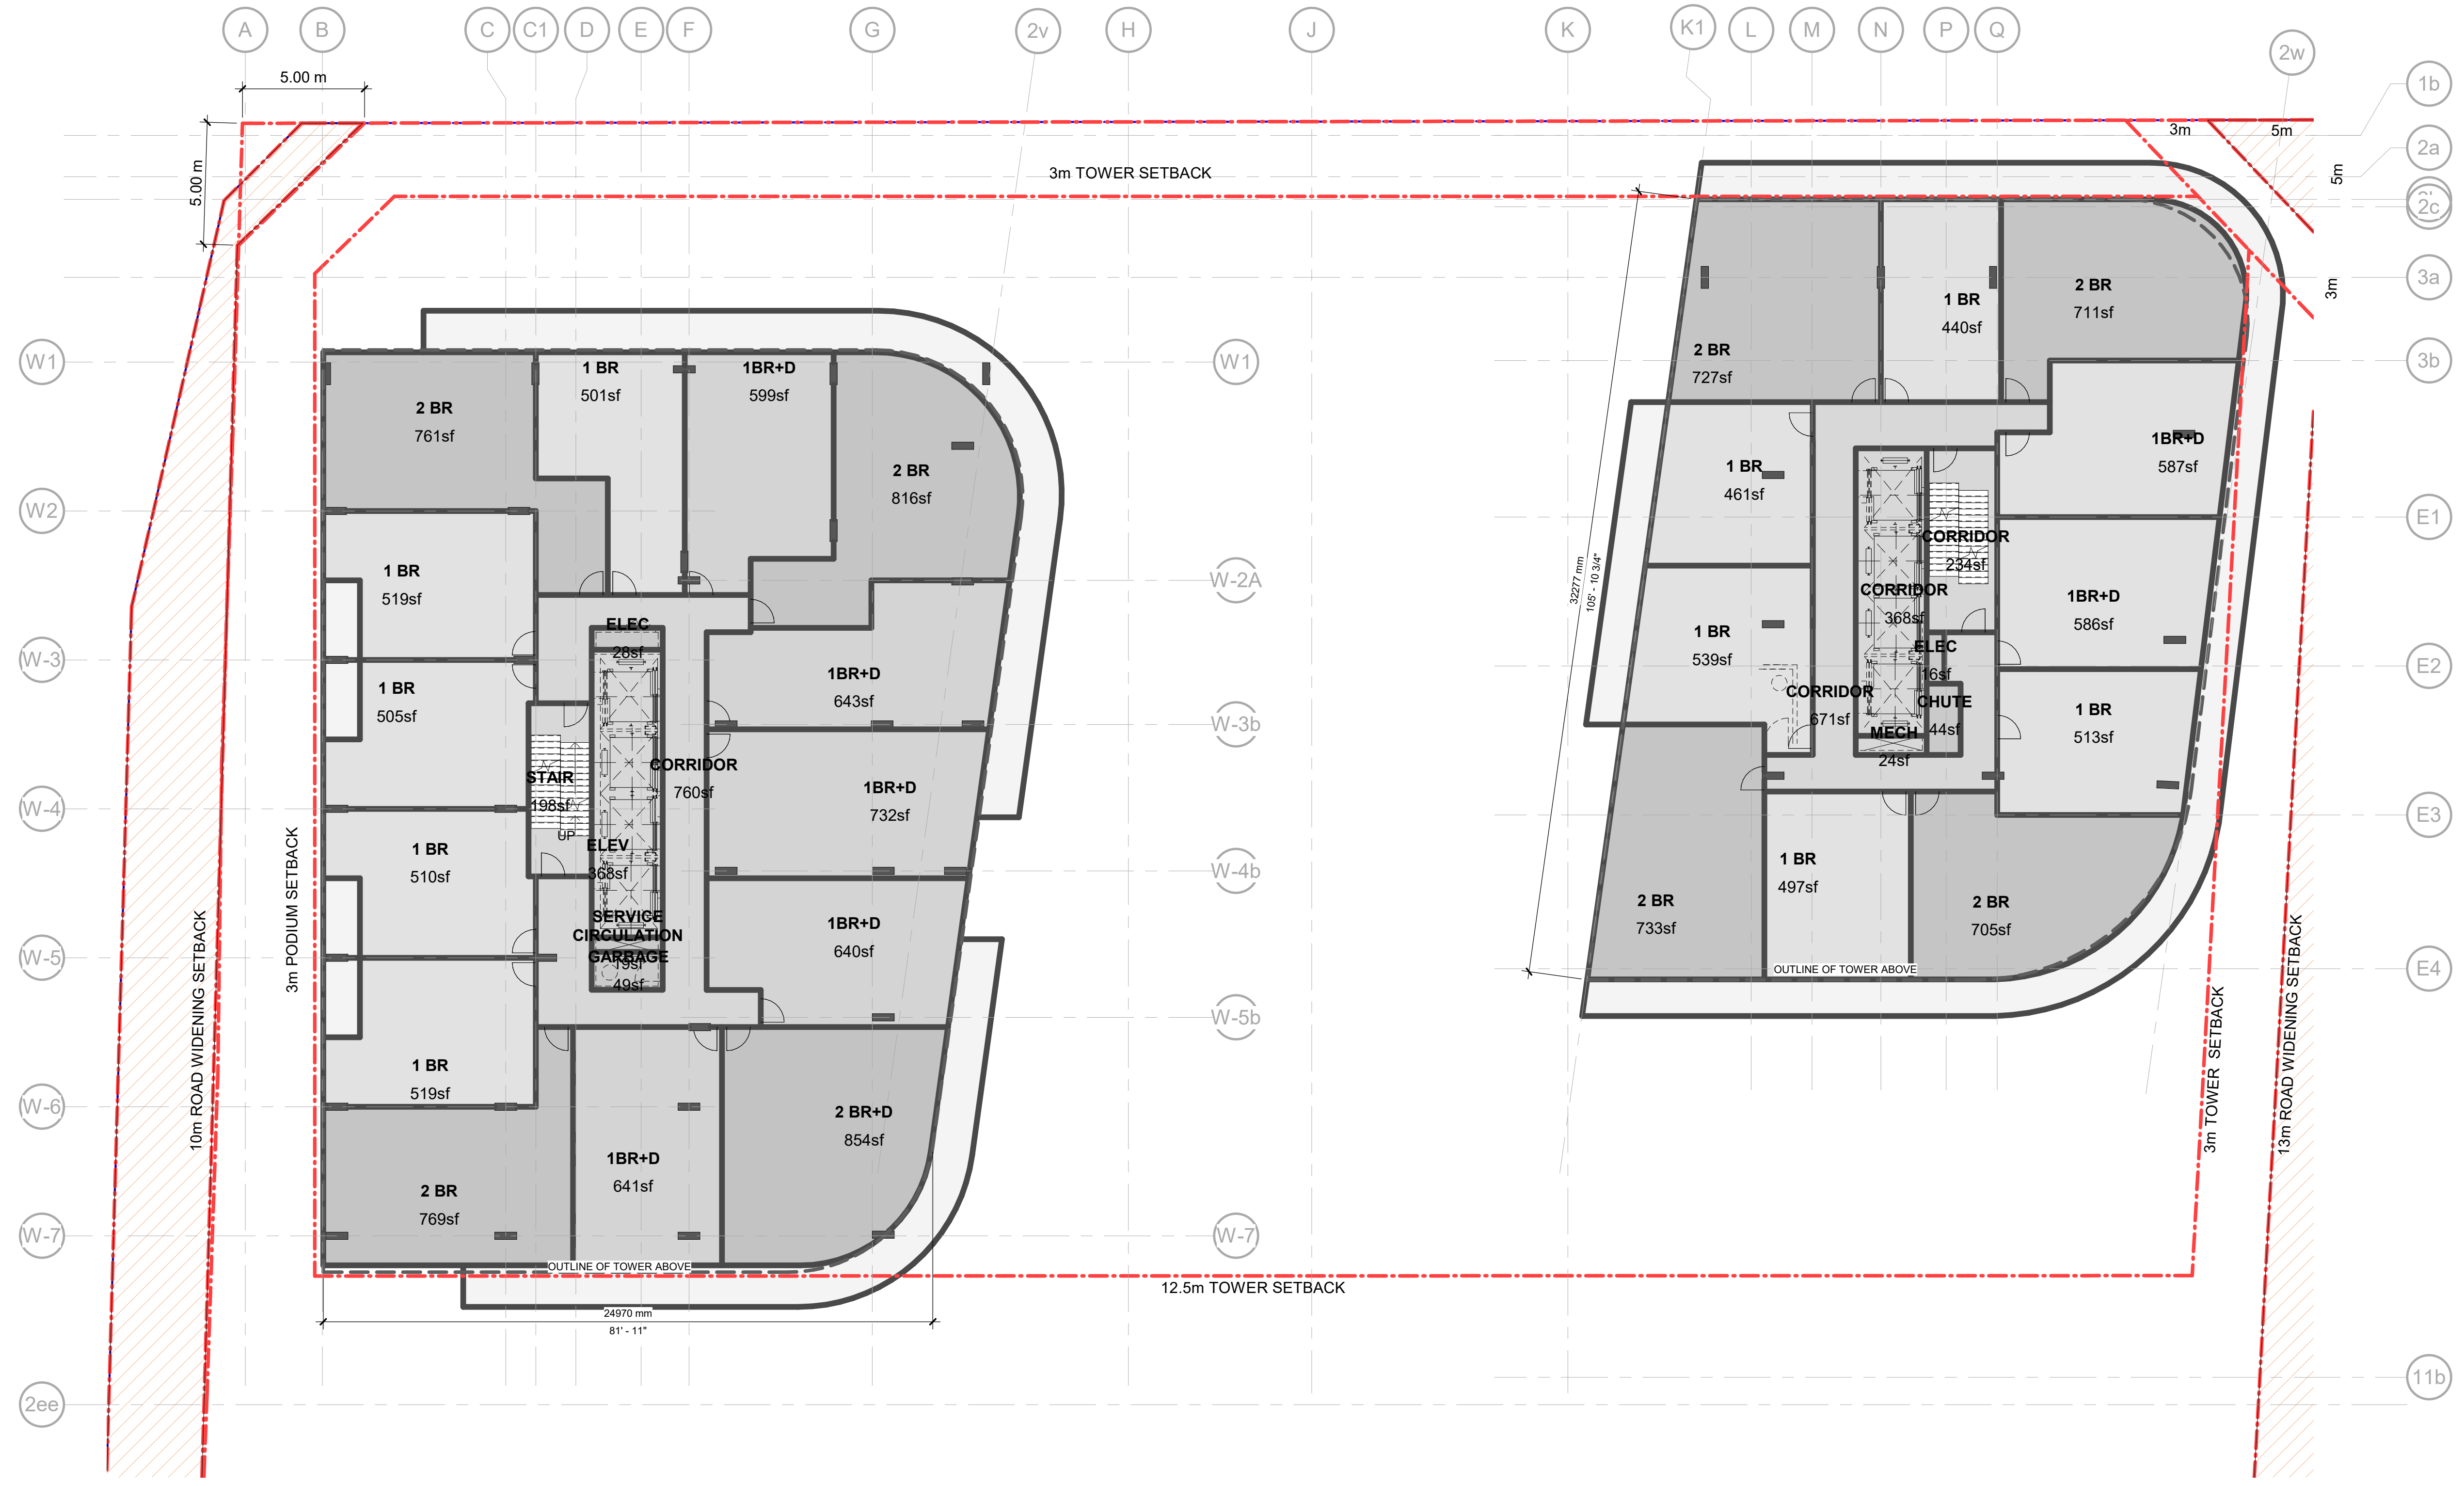 A
B
C
C1
D
E
F
G
2v
H
J
K
K1
L
M
N
P
Q
2w
1b
2a
2c
3a
3b
E1
E2
E3
E4
11b
5.00 m
5.00 m
3m
5m
5m
3m
3m TOWER SETBACK
W1
W2
W-3
W-4
W-5
W-6
W-7
2ee
W1
W-2A
W-3b
W-4b
W-5b
W-7
10m ROAD WIDENING SETBACK
3m PODIUM SETBACK
2 BR
761sf
1 BR
501sf
1BR+D
599sf
2 BR
816sf
1 BR
519sf
1 BR
505sf
1 BR
510sf
1 BR
519sf
2 BR
769sf
1BR+D
641sf
2 BR+D
854sf
1BR+D
643sf
1BR+D
732sf
1BR+D
640sf
ELEC
28sf
STAIR
198sf
UP
CORRIDOR
760sf
ELEV
368sf
SERVICE
CIRCULATION
19sf
GARBAGE
49sf
OUTLINE OF TOWER ABOVE
24970 mm
81' - 11"
12.5m TOWER SETBACK
32277 mm
105' - 10 3/4"
2 BR
727sf
1 BR
440sf
2 BR
711sf
1 BR
461sf
1BR+D
587sf
1 BR
539sf
1BR+D
586sf
1 BR
513sf
2 BR
733sf
1 BR
497sf
2 BR
705sf
CORRIDOR
234sf
CORRIDOR
368sf
ELEC
16sf
CORRIDOR
671sf
CHUTE
44sf
MECH
24sf
OUTLINE OF TOWER ABOVE
3m TOWER SETBACK
13m ROAD WIDENING SETBACK